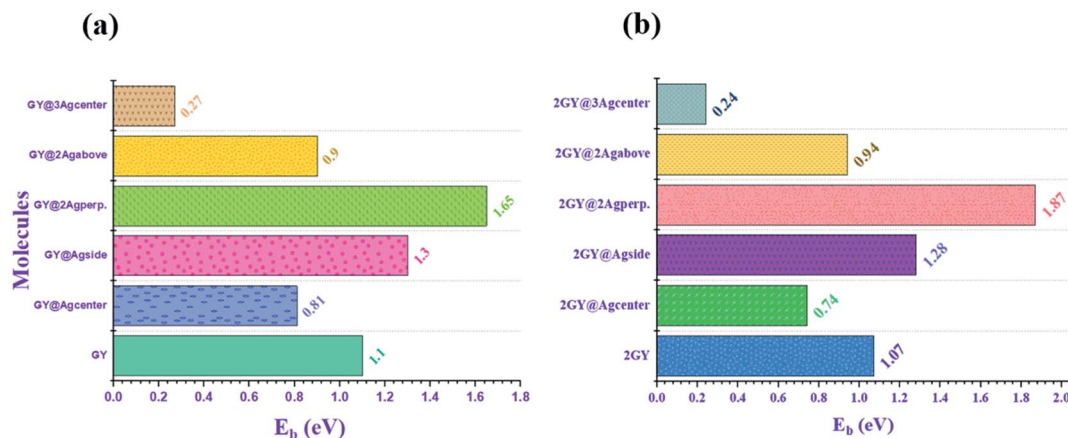 (a)
Molecules
GY@3Agcenter
0.27
GY@2Agabove
0.9
GY@2Agperp.
1.65
GY@Agside
1.3
GY@Agcenter
0.81
GY
1.1
0.0 0.2 0.4 0.6 0.8 1.0 1.2 1.4 1.6 1.8
E_b (eV)
(b)
2GY@3Agcenter
0.24
2GY@2Agabove
0.94
2GY@2Agperp.
1.87
2GY@Agside
1.28
2GY@Agcenter
0.74
2GY
1.07
0.0 0.2 0.4 0.6 0.8 1.0 1.2 1.4 1.6 1.8 2.0
E_b (eV)